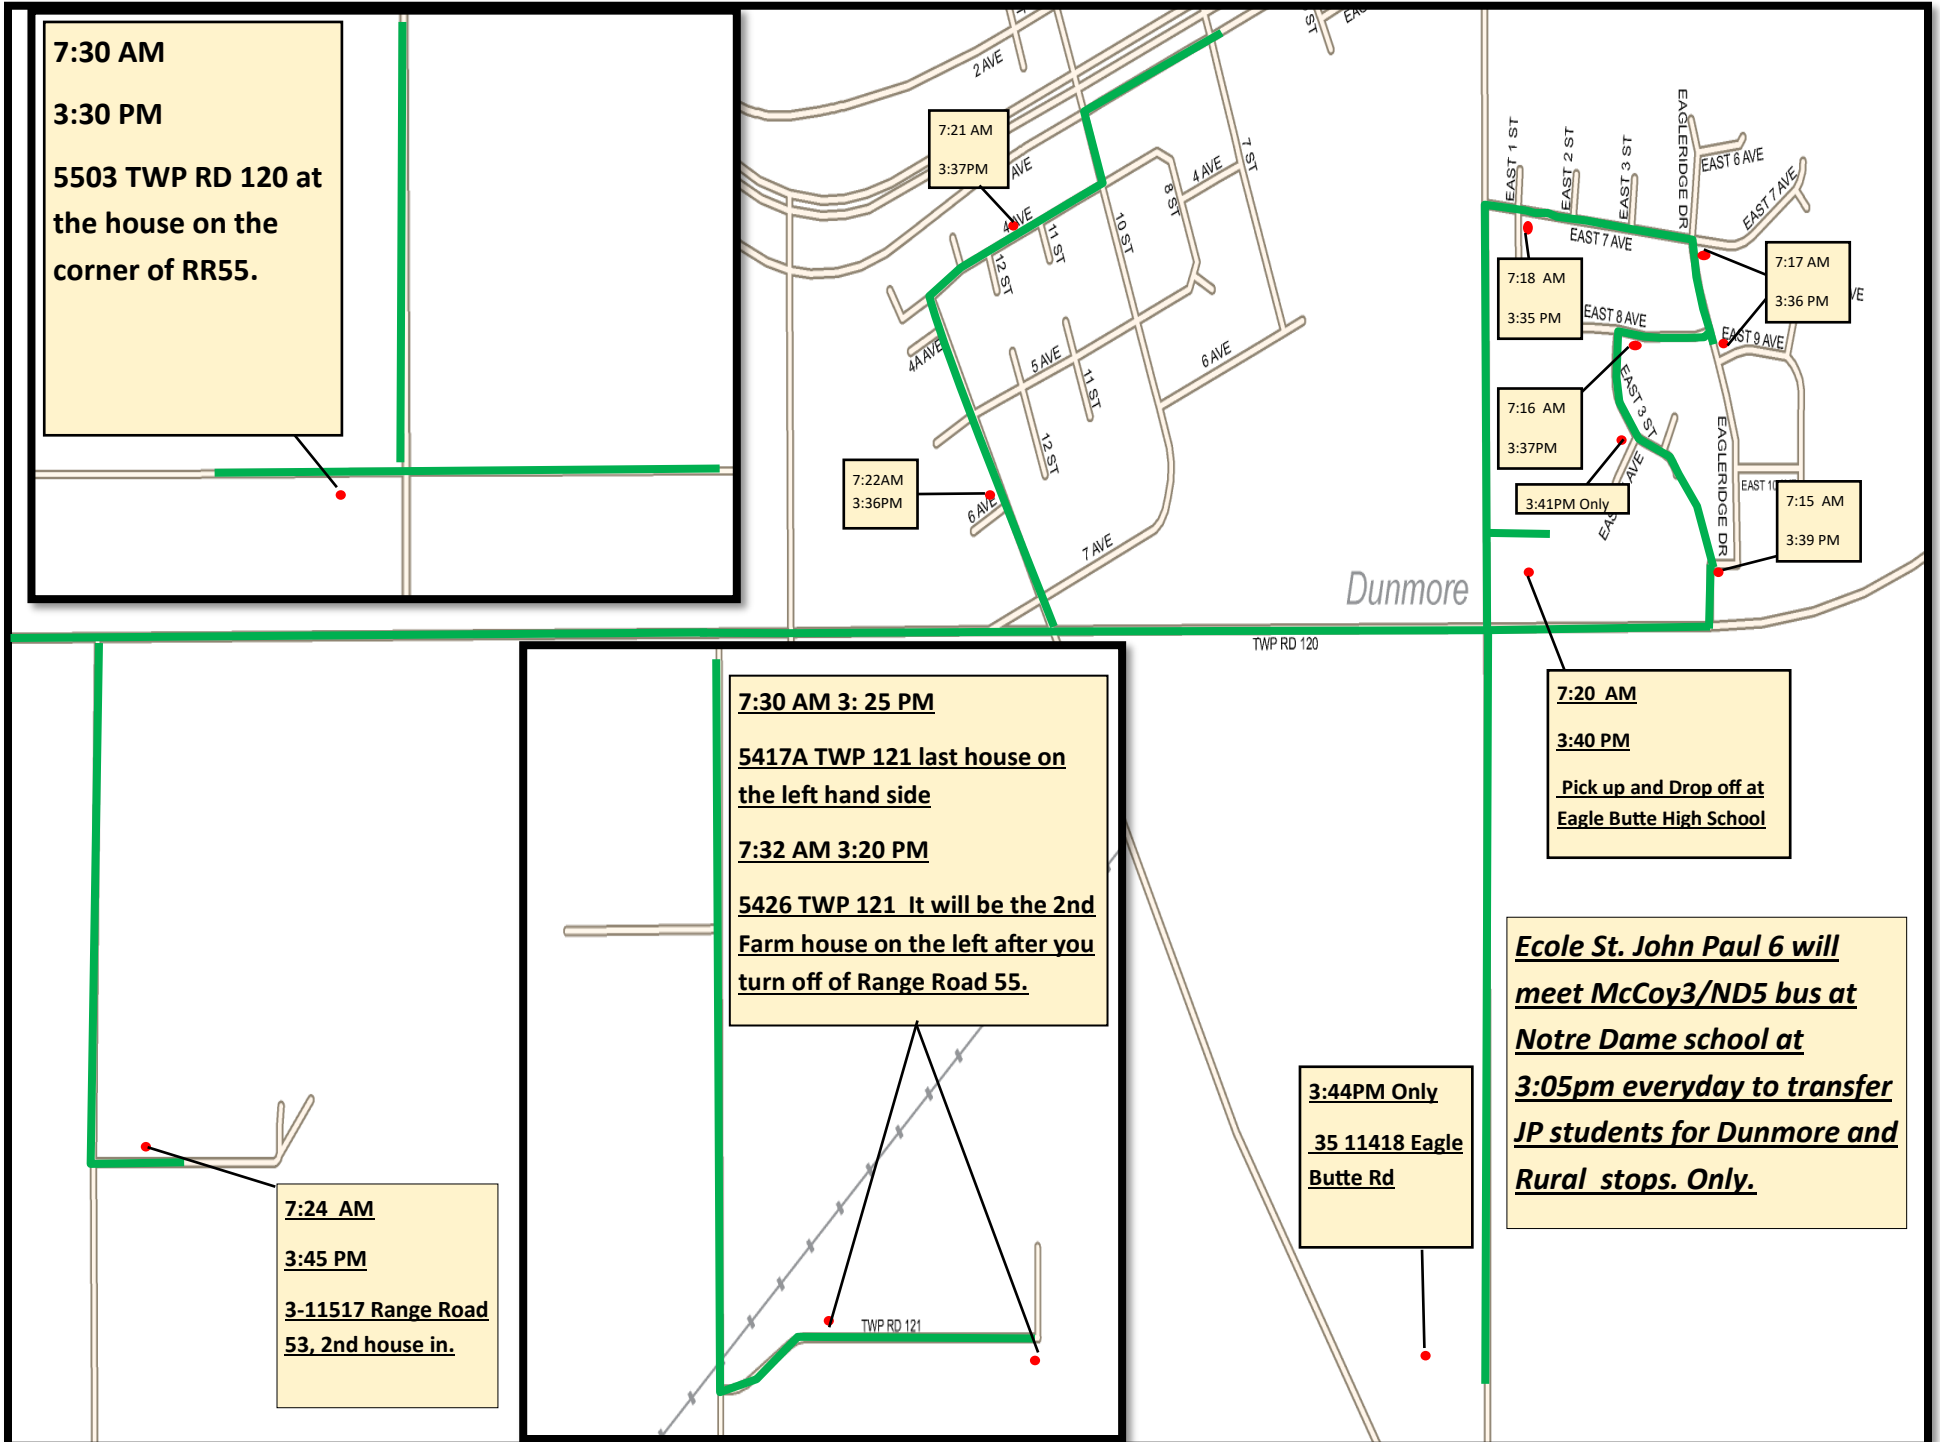 7:30 AM
3:30 PM
5503 TWP RD 120 at
the house on the
corner of RR55.
2 AVE
7:21 AM
3:37PM
AVE
4 AVE
11 ST
12 ST
10 ST
8 ST
4 AVE
7 ST
4A AVE
5 AVE
11 ST
12 ST
6 AVE
6 AVE
7 AVE
7:22AM
3:36PM
EAST 1 ST
EAST 2 ST
EAST 3 ST
EAGLERIDGE DR
EAST 6 AVE
EAST 7 AVE
EAST 7 AVE
7:17 AM
3:36 PM
VE
7:18 AM
3:35 PM
EAST 8 AVE
EAST 9 AVE
7:16 AM
3:37PM
EAST 3 ST
EAGLERIDGE DR
AVE
3:41PM Only
EAST 10
7:15 AM
3:39 PM
Dunmore
TWP RD 120
7:20 AM
3:40 PM
Pick up and Drop off at
Eagle Butte High School
7:30 AM 3: 25 PM
5417A TWP 121 last house on
the left hand side
7:32 AM 3:20 PM
5426 TWP 121 It will be the 2nd
Farm house on the left after you
turn off of Range Road 55.
TWP RD 121
Ecole St. John Paul 6 will
meet McCoy3/ND5 bus at
Notre Dame school at
3:05pm everyday to transfer
JP students for Dunmore and
Rural stops. Only.
3:44PM Only
35 11418 Eagle
Butte Rd
7:24 AM
3:45 PM
3-11517 Range Road
53, 2nd house in.